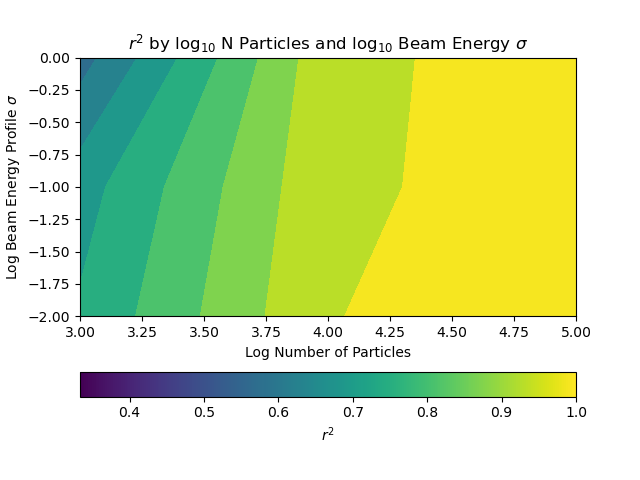 r² by log₁₀ N Particles and log₁₀ Beam Energy σ
Log Beam Energy Profile σ
0.00
−0.25
−0.50
−0.75
−1.00
−1.25
−1.50
−1.75
−2.00
3.00 3.25 3.50 3.75 4.00 4.25 4.50 4.75 5.00
Log Number of Particles
0.4 0.5 0.6 0.7 0.8 0.9 1.0
r²